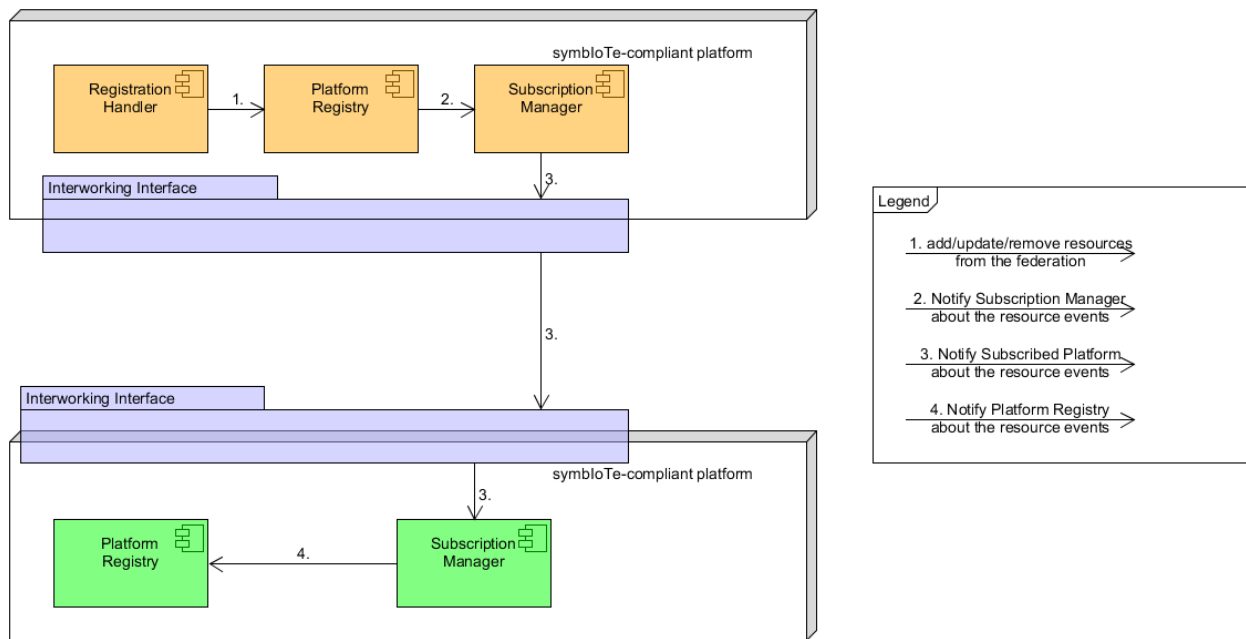 symbIoTe-compliant platform
Registration
Handler
1.
Platform
Registry
2.
Subscription
Manager
3.
Interworking Interface
3.
Interworking Interface
symbIoTe-compliant platform
3.
Platform
Registry
4.
Subscription
Manager
Legend
1. add/update/remove resources
from the federation
2. Notify Subscription Manager
about the resource events
3. Notify Subscribed Platform
about the resource events
4. Notify Platform Registry
about the resource events